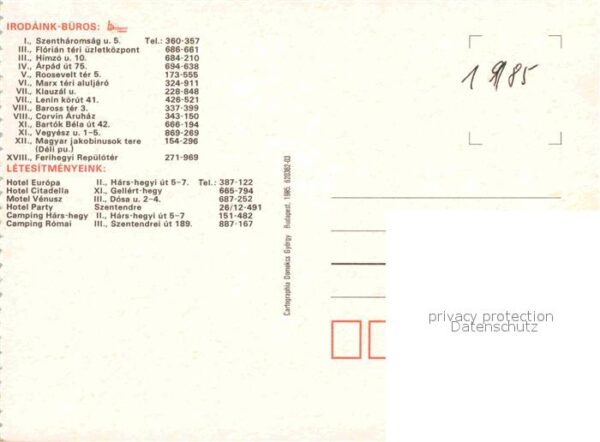 IRODÁINK-BÜROS:
I., Szentháromság u. 5. Tel.: 360-357
III., Flórián téri üzletközpont 686-661
III., Hímző u. 10. 684-210
IV., Árpád út 75. 694-638
V., Roosevelt tér 5. 173-555
VI., Marx téri aluljáró 324-911
VII., Klauzál u. 228-848
VII., Lenin körút 41. 426-521
VIII., Baross tér 3. 337-399
VIII., Corvin Áruház 343-150
XI., Bartók Béla út 42. 666-194
XI., Vegyész u. 1-5. 869-269
XII., Magyar jakobinusok tere 154-296
(Déli pu.)
XVIII., Ferihegyi Repülőtér 271-969
LÉTESÍTMÉNYEINK:
Hotel Európa II., Hárs-hegyi út 5-7. Tel.: 387-122
Hotel Citadella XI., Gellért-hegy 665-794
Motel Vénusz III., Dósa u. 2-4. 687-252
Hotel Party Szentendre 26/12-491
Camping Hárs-hegy II., Hárs-hegyi út 5-7 151-482
Camping Római III., Szentendrei út 189. 887-167
Cartographia Domokos György Budapest, 1985. 620362-03
1985
privacy protection
Datenschutz